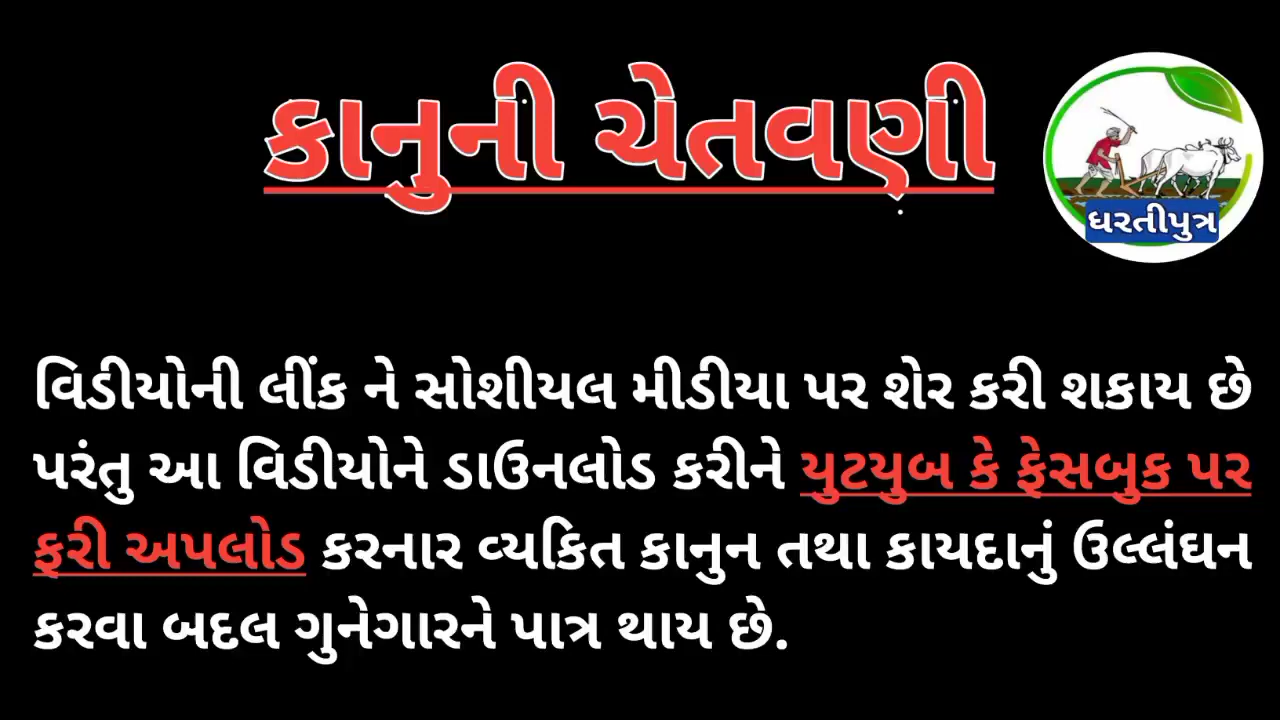 કાનુની ચેતવણી
ધરતીપુત્ર
વિડીયોની લીંક ને સોશીયલ મીડીયા પર શેર કરી શકાય છે
પરંતુ આ વિડીયોને ડાઉનલોડ કરીને યુટયુબ કે ફેસબુક પર
ફરી અપલોડ કરનાર વ્યકિત કાનુન તથા કાયદાનું ઉલ્લંઘન
કરવા બદલ ગુનેગારને પાત્ર થાય છે.